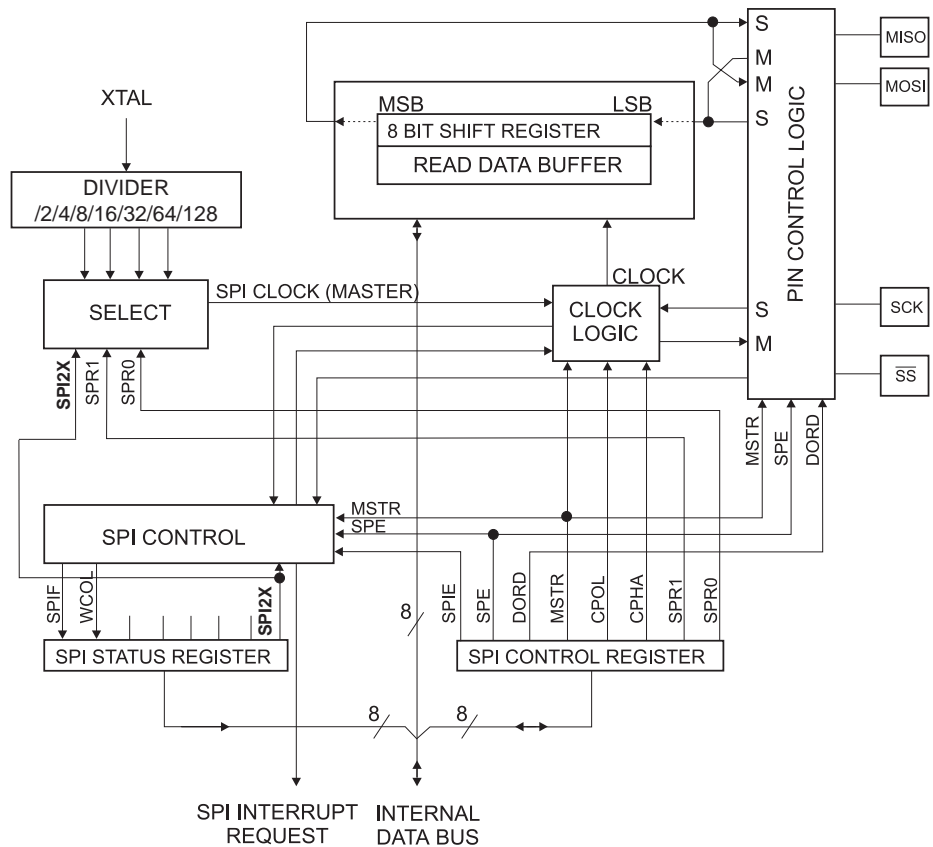 S
MISO
M
M
MOSI
S
PIN CONTROL LOGIC
XTAL
MSB
LSB
8 BIT SHIFT REGISTER
READ DATA BUFFER
DIVIDER
/2/4/8/16/32/64/128
SELECT
SPI CLOCK (MASTER)
CLOCK
CLOCK
LOGIC
S
M
SCK
SS
SPI2X
SPR1
SPR0
MSTR
SPE
DORD
SPI CONTROL
MSTR
SPE
SPIF
WCOL
SPI2X
8
SPIE
SPE
DORD
MSTR
CPOL
CPHA
SPR1
SPR0
SPI STATUS REGISTER
SPI CONTROL REGISTER
8
8
SPI INTERRUPT
REQUEST
INTERNAL
DATA BUS